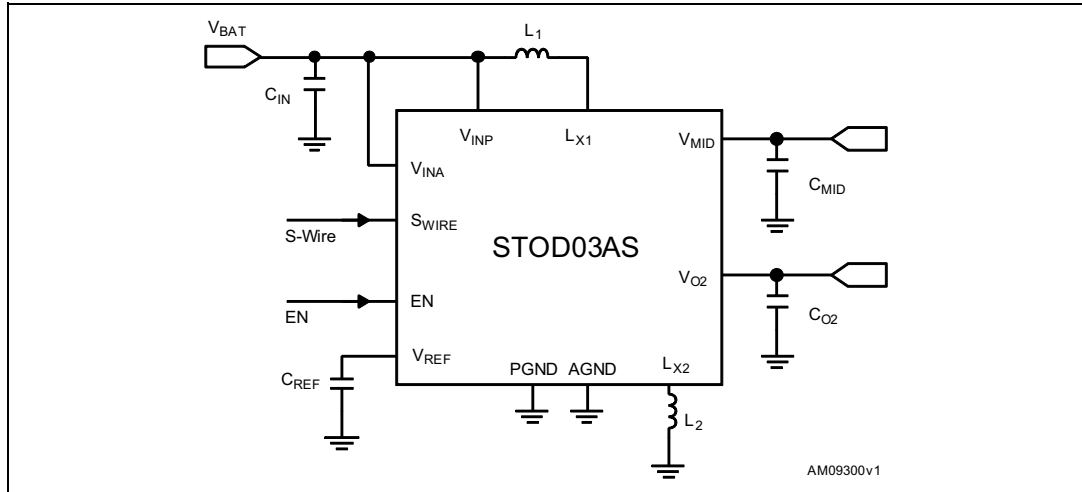 VBAT
L1
CIN
VINP
LX1
VMID
VINA
CMID
SWIRE
S-Wire
STOD03AS
VO2
EN
EN
CO2
VREF
PGND AGND
LX2
CREF
L2
AM09300v1